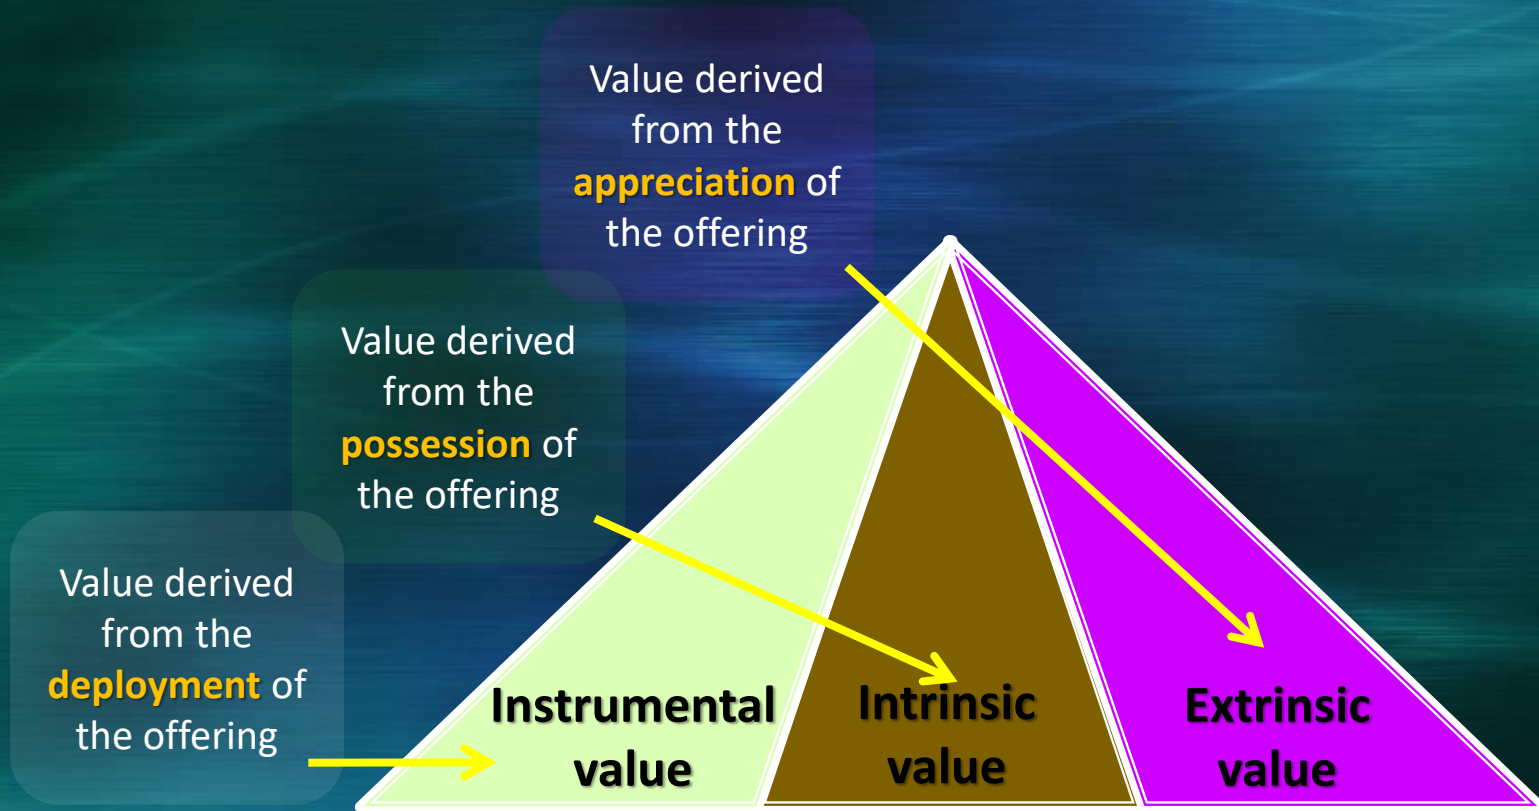 Value derived
from the
appreciation of
the offering
Value derived
from the
possession of
the offering
Value derived
from the
deployment of
the offering
Instrumental
value
Intrinsic
value
Extrinsic
value